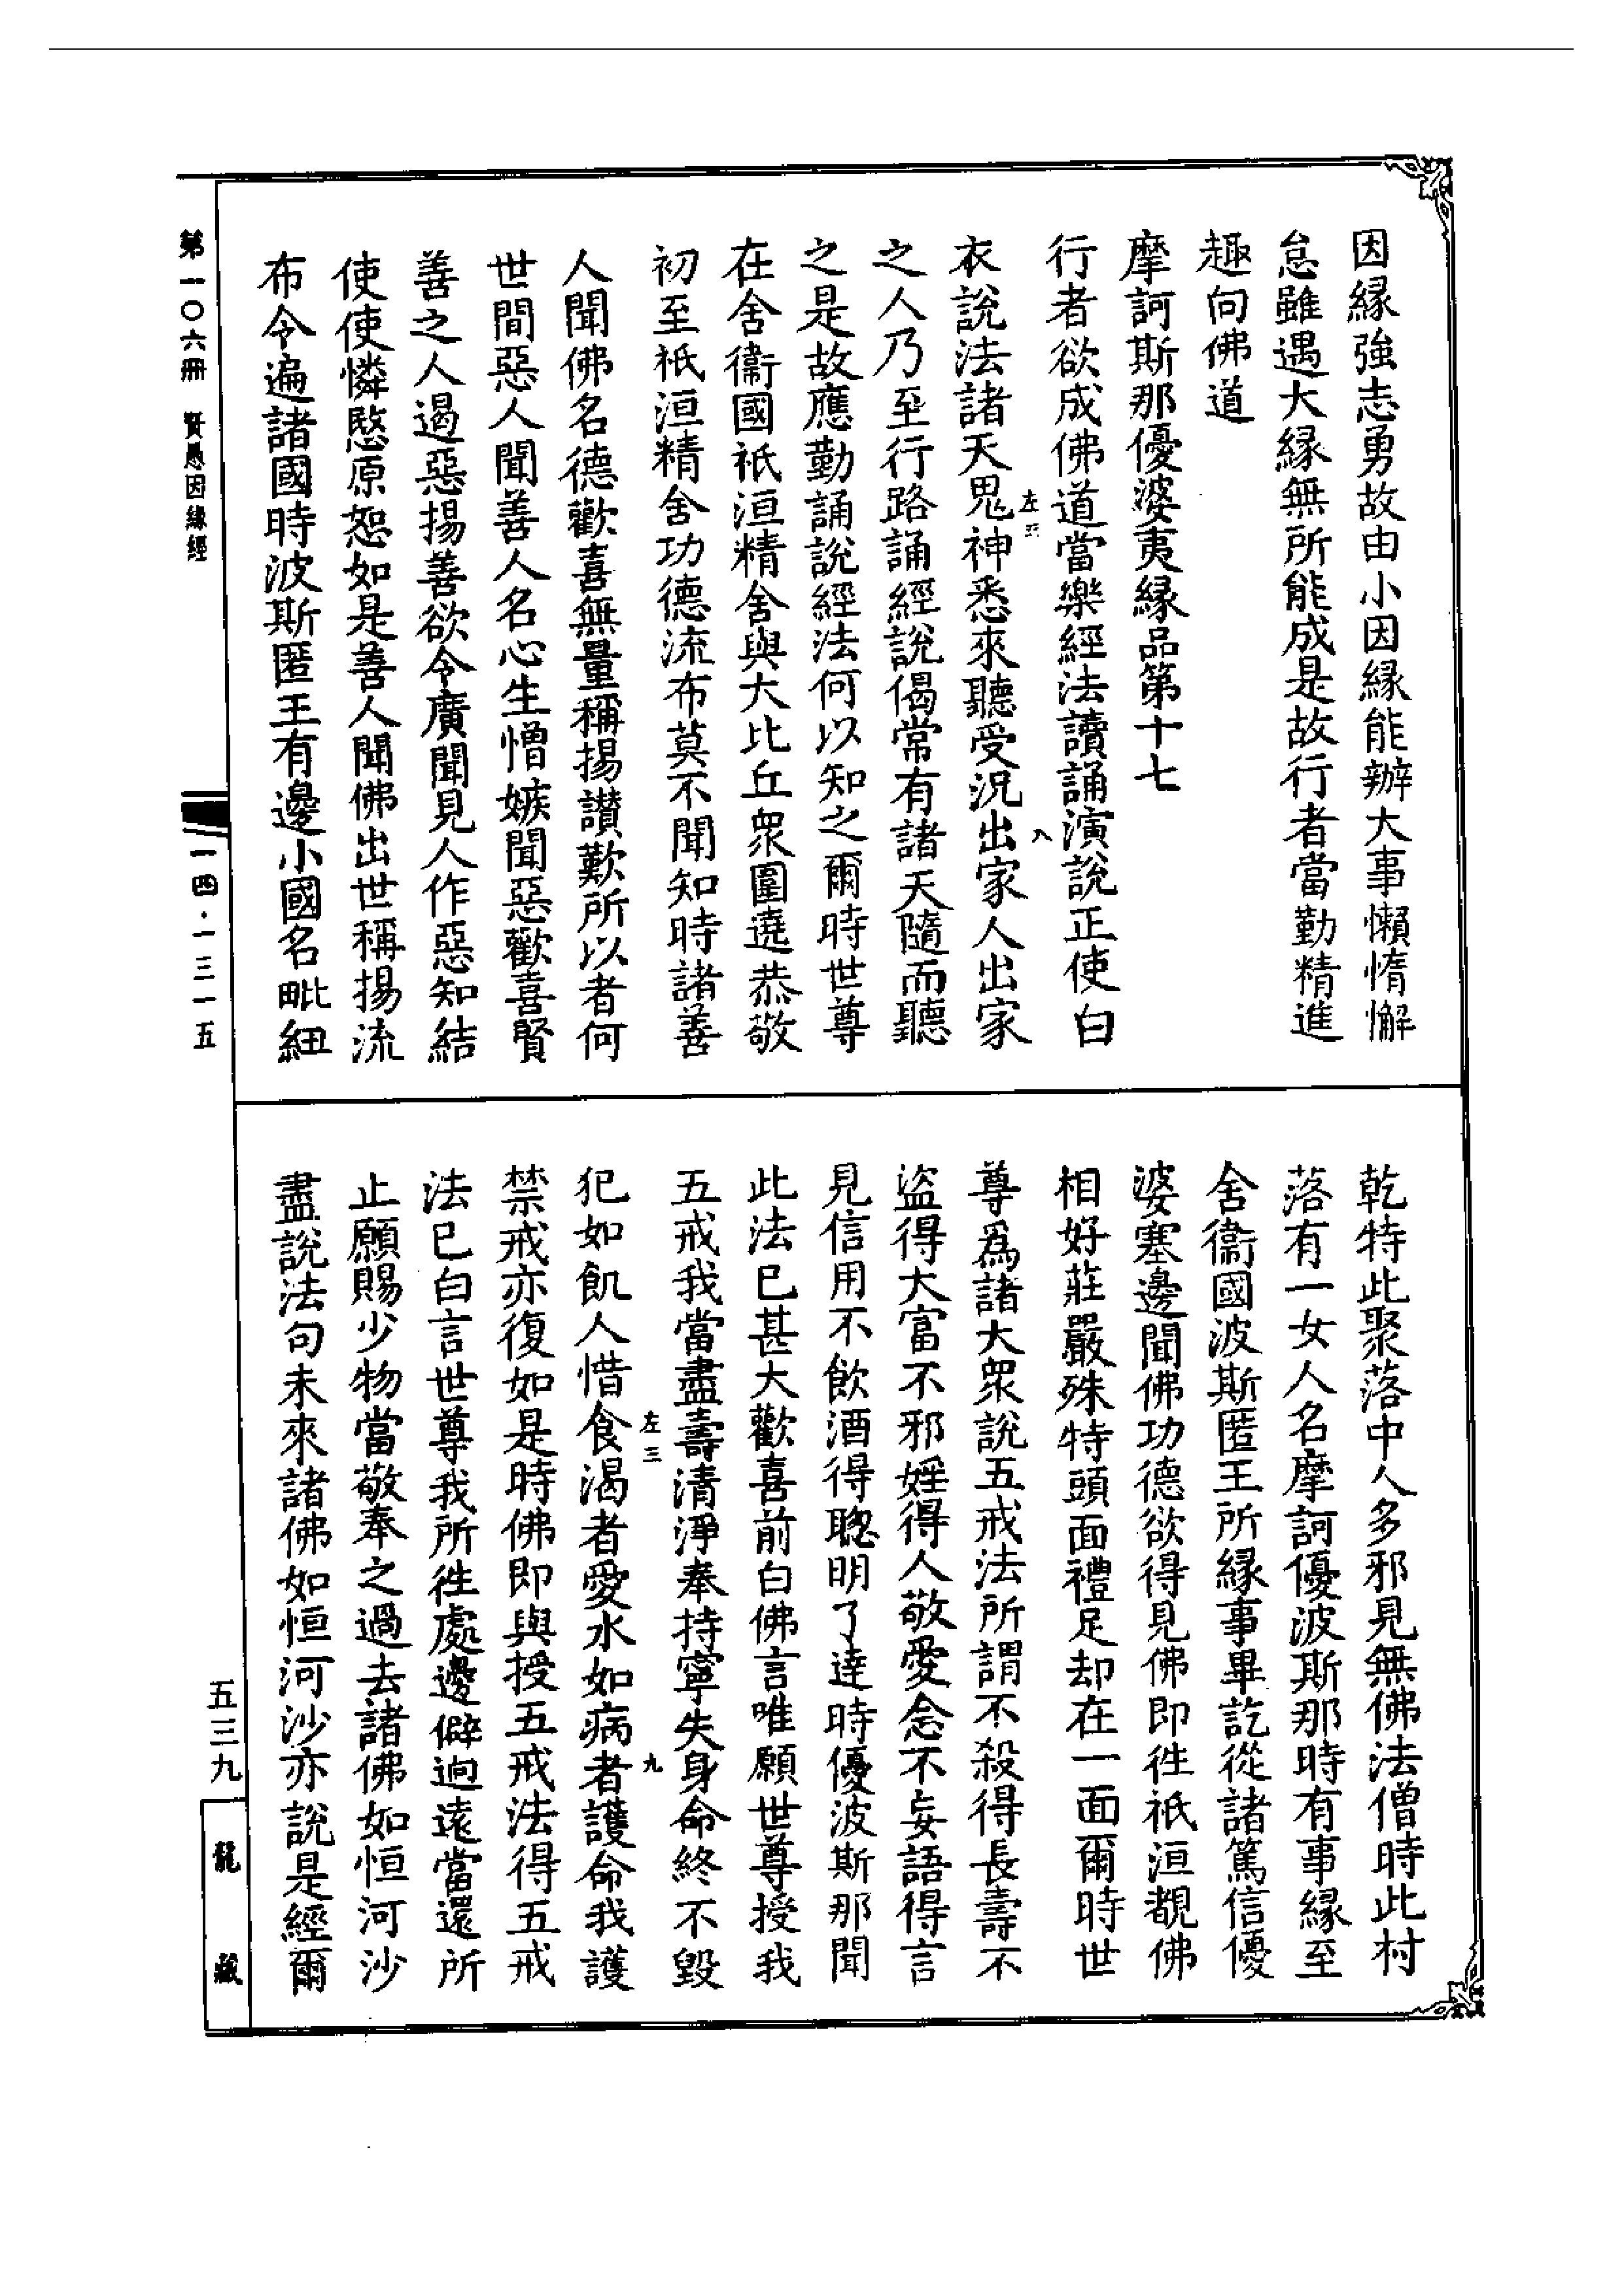 因緣強志勇故由小因緣能辦大事懶惰懈
怠雖遇大緣無所能成是故行者當勤精進
趣向佛道
摩訶斯那優婆夷緣品第十七
行者欲成佛道當樂經法讀誦演說正使白
衣說法諸天鬼神悉來聽受況出家人出家
之人乃至行路誦經說偈常有諸天隨而聽
之是故應勤誦說經法何以知之爾時世尊
在舍衞國祇洹精舍與大比丘衆圍遶恭敬
初至祇洹精舍功德流布莫不聞知時諸善
人聞佛名德歡喜無量稱揚讃歎所以者何
世間惡人聞善人名心生憎嫉聞惡歡喜賢
善之人遏惡揚善欲令廣聞見人作惡知結
使使憐愍原恕如是善人聞佛出世稱揚流
布令遍諸國時波斯匿王有邊小國名毗紐
乾特此聚落中人多邪見無佛法僧時此村
落有一女人名摩訶優波斯那時有事緣至
舍衞國波斯匿王所緣事畢訖從諸篤信優
婆塞邊聞佛功德欲得見佛即徃祇洹覩佛
相好莊嚴殊特頭面禮足却在一面爾時世
尊爲諸大衆說五戒法所謂不殺得長壽不
盜得大富不邪婬得人敬愛念不妄語得言
見信用不飲酒得聰明了達時優波斯那聞
此法已甚大歡喜前白佛言唯願世尊授我
五戒我當盡壽清淨奉持寧失身命終不毀
犯如飢人惜食渴者愛水如病者護命我護
禁戒亦復如是時佛即與授五戒法得五戒
法已白言世尊我所徃處邊僻迥遠當還所
止願賜少物當敬奉之過去諸佛如恒河沙
盡說法句未來諸佛如恒河沙亦說是經爾
左三
八
左三
九
第一〇六冊 賢愚因緣經
一四·一三一五
五三九
龍藏